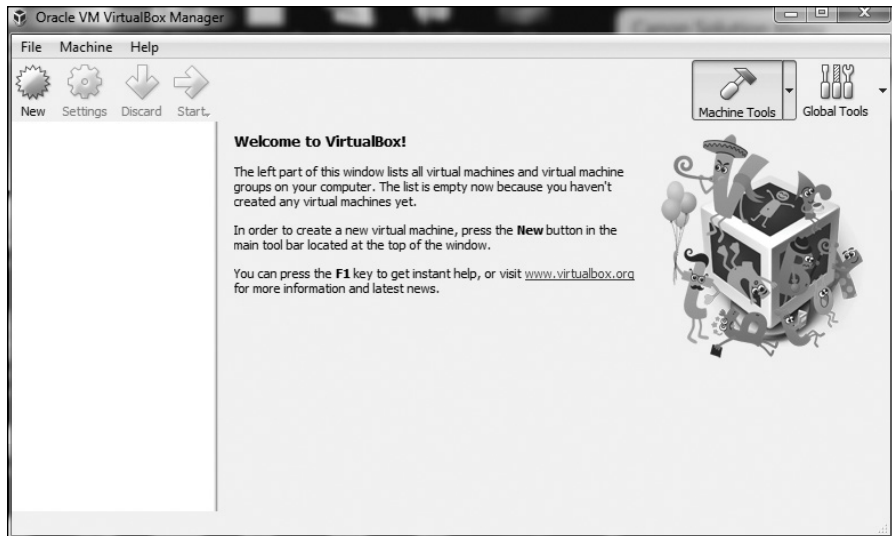 Oracle VM VirtualBox Manager
File Machine Help
New Settings Discard Start
Machine Tools Global Tools
Welcome to VirtualBox!
The left part of this window lists all virtual machines and virtual machine
groups on your computer. The list is empty now because you haven't
created any virtual machines yet.
In order to create a new virtual machine, press the New button in the
main tool bar located at the top of the window.
You can press the F1 key to get instant help, or visit www.virtualbox.org
for more information and latest news.